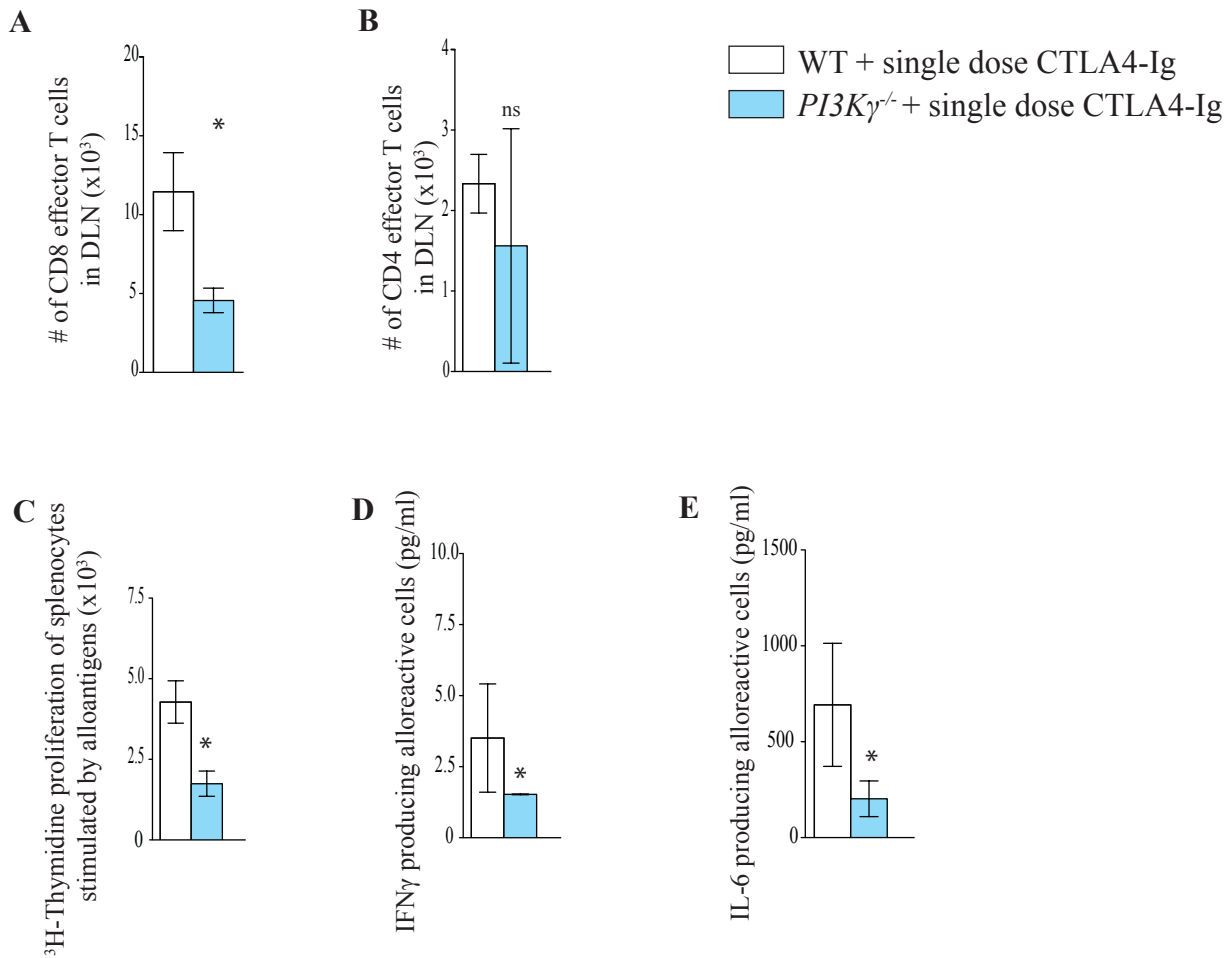 A
# of CD8 effector T cells
in DLN (x10³)
20
15
10
5
0
*
B
# of CD4 effector T cells
in DLN (x10³)
4
3
2
1
0
ns
WT + single dose CTLA4-Ig
PI3Kγ-/- + single dose CTLA4-Ig
C
³H-Thymidine proliferation of splenocytes
stimulated by alloantigens (x10³)
7.5
5.0
2.5
0
*
D
IFNγ producing alloreactive cells (pg/ml)
10.0
7.5
5.0
2.5
0.0
*
E
IL-6 producing alloreactive cells (pg/ml)
1500
1000
500
0
*